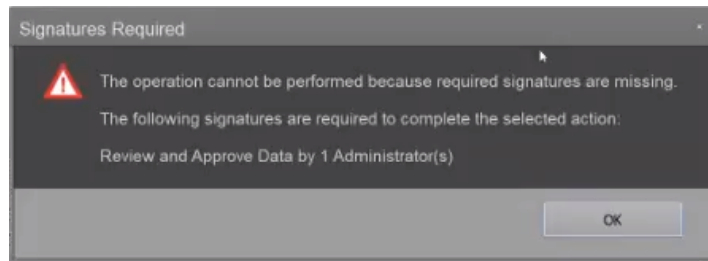 Signatures Required
The operation cannot be performed because required signatures are missing.
The following signatures are required to complete the selected action:
Review and Approve Data by 1 Administrator(s)
OK